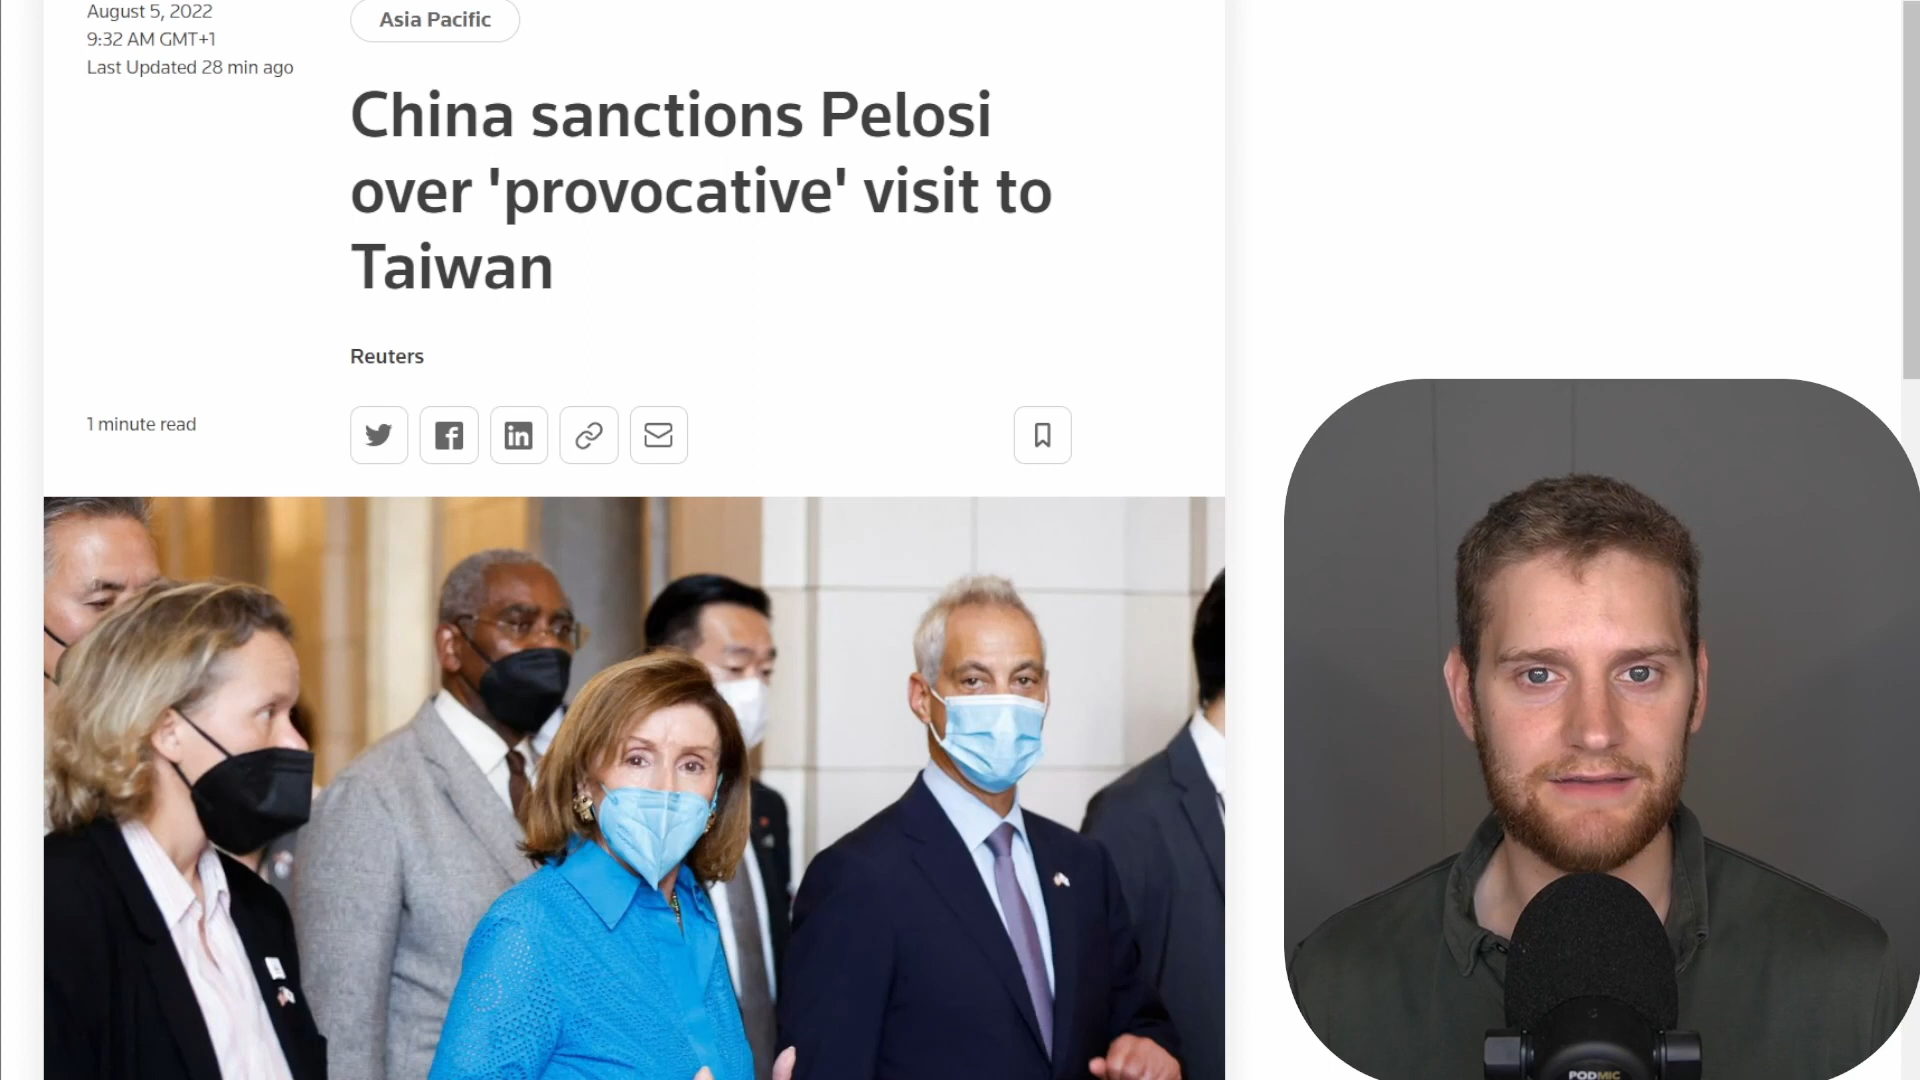 August 5, 2022
9:32 AM GMT+1
Last Updated 28 min ago
Asia Pacific
China sanctions Pelosi
over 'provocative' visit to
Taiwan
Reuters
1 minute read
PODMIC